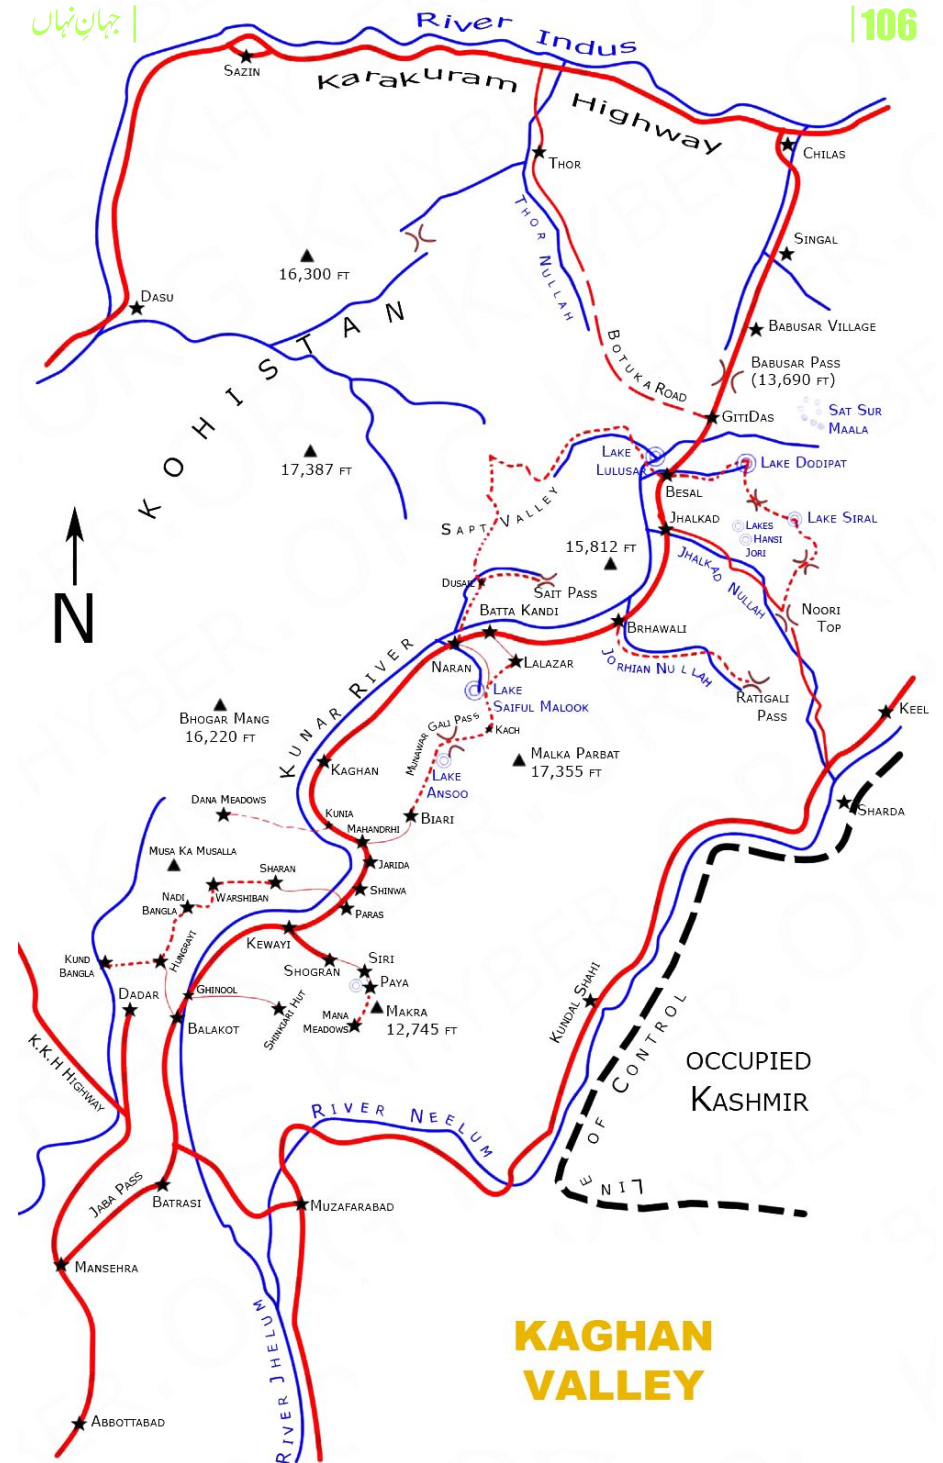 جہانِ نہاں |
| 106
River Indus
Sazin
Karakuram Highway
Chilas
Thor
Thor Nullah
Singal
16,300 ft
Dasu
Babusar Village
KOHISTAN
Botuka Road
Babusar Pass
(13,690 ft)
GitiDas
Sat Sur
Maala
17,387 ft
Lake
Lulusar
Lake Dodipat
Besal
Sapt Valley
Jhalkad
Lakes
Hansi
Jori
Lake Siral
15,812 ft
Jhalkad Nullah
N
Dusail
Sait Pass
Batta Kandi
Noori
Top
Brhawali
Naran
Lalazar
Jorhian Nullah
Kunar River
Lake
Saiful Malook
Ratigali
Pass
Keel
Bhogar Mang
16,220 ft
Munawar Gali Pass
Kach
Malka Parbat
17,355 ft
Kaghan
Lake
Ansoo
Dana Meadows
Kunia
Biari
Sharda
Mahandrhi
Musa Ka Musalla
Jarida
Sharan
Shinwa
Nadi
Bangla
Warshiban
Paras
Kewayi
Hungrayi
Kund
Bangla
Shogran
Siri
Paya
Dadar
Ghinool
Shinkiari Hut
Mana
Meadows
Makra
12,745 ft
Balakot
Kundal Shahi
K.K.H Highway
Line of Control
OCCUPIED
Kashmir
River Neelum
Jaba Pass
Batrasi
Muzafarabad
Mansehra
River Jhelum
KAGHAN
VALLEY
Abbottabad